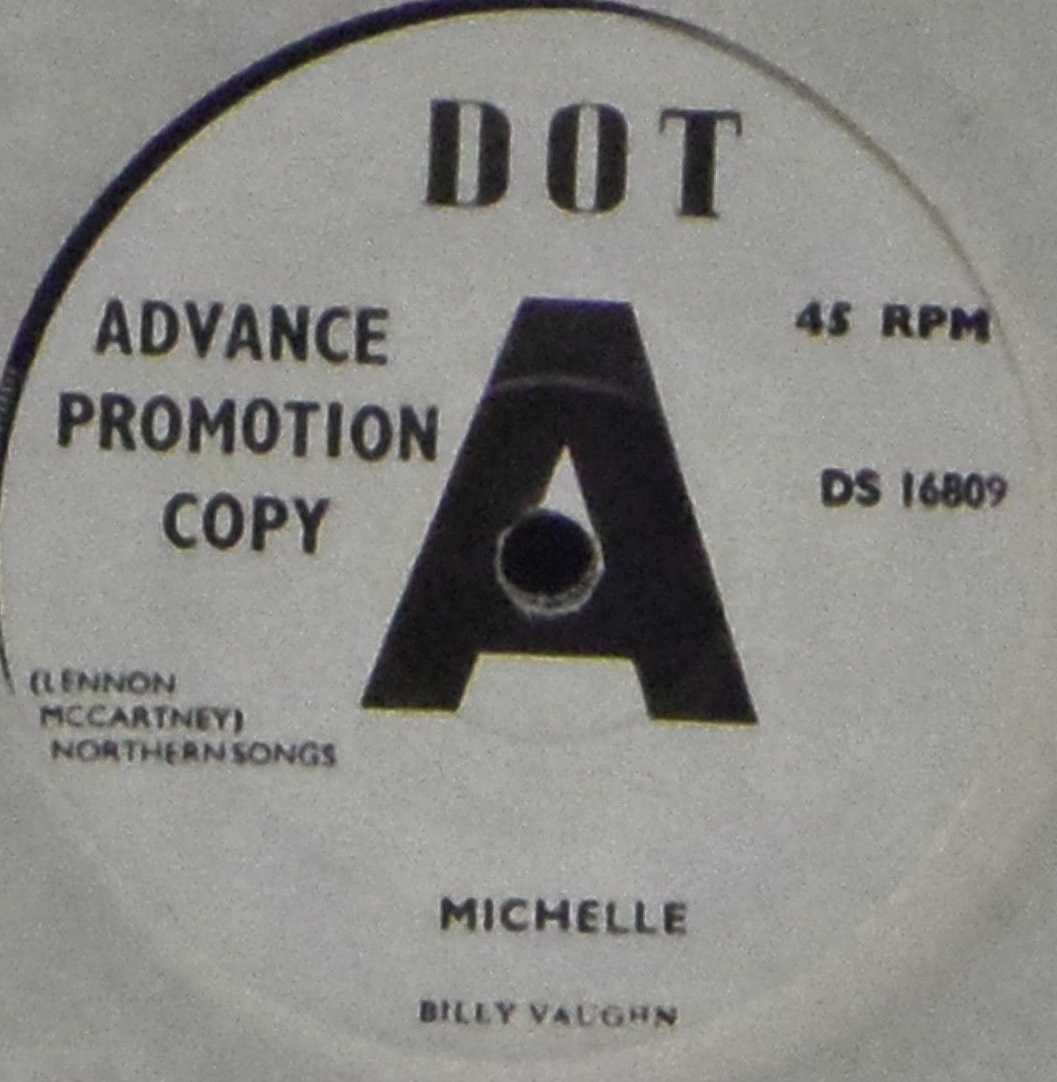 DOT
ADVANCE
PROMOTION
COPY
A
45 RPM
DS 16809
(LENNON
MCCARTNEY)
NORTHERN SONGS
MICHELLE
BILLY VAUGHN